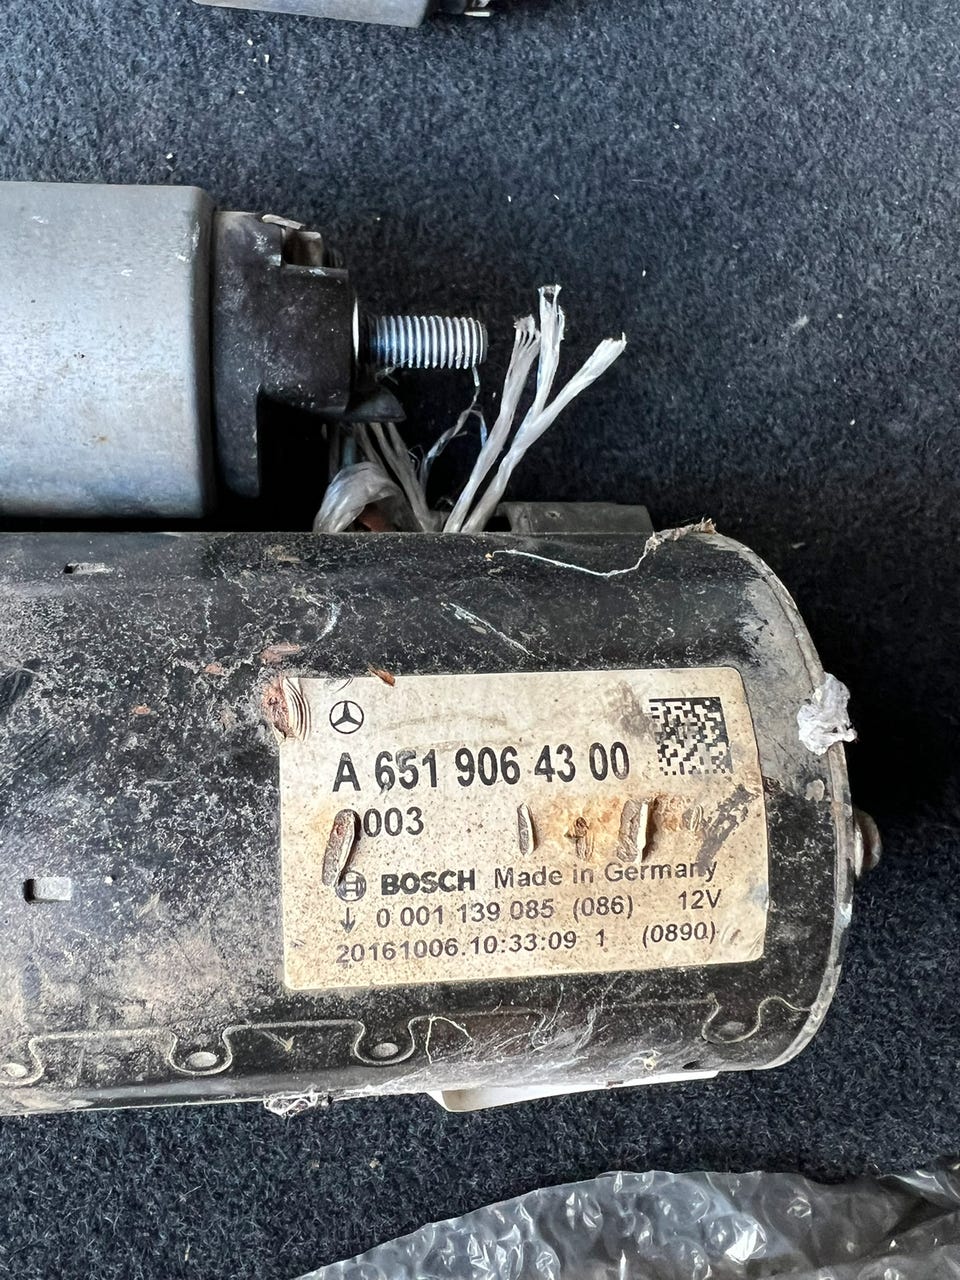 A 651 906 43 00
003
BOSCH Made in Germany
0 001 139 085 (086) 12V
20161006.10:33:09 1 (0890)